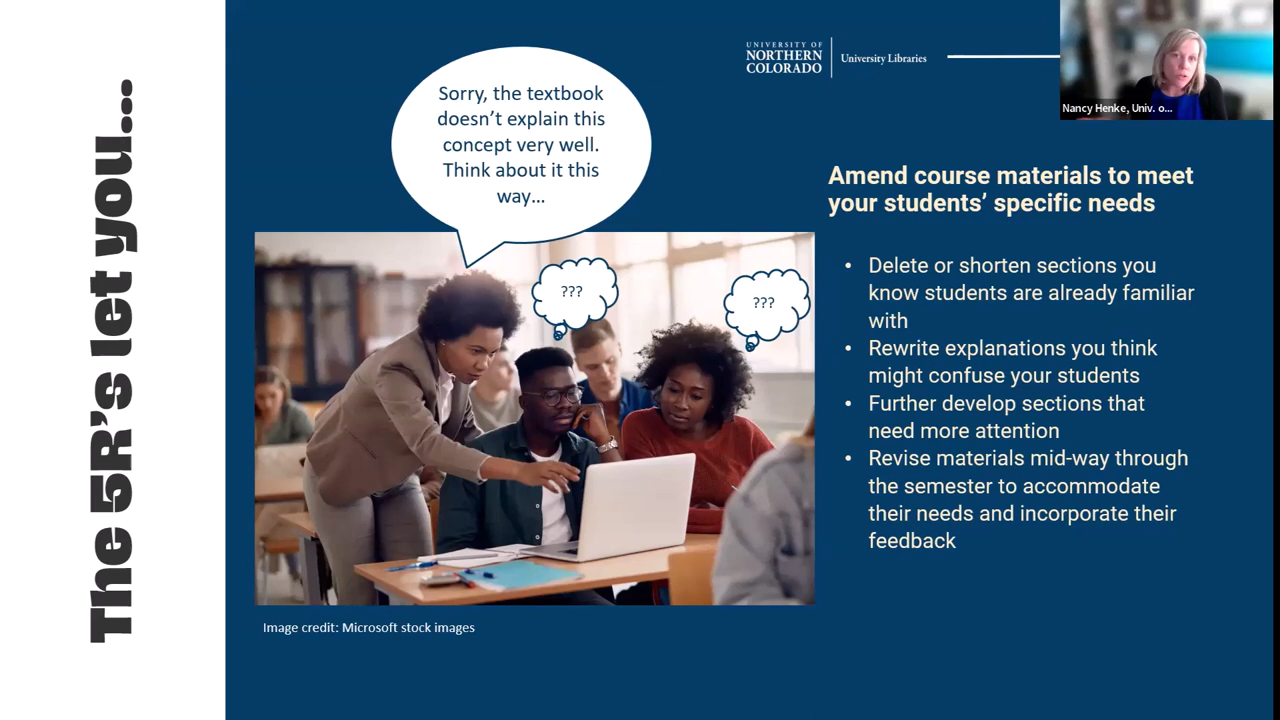 The 5R's let you...
UNIVERSITY OF
NORTHERN
COLORADO
University Libraries
Nancy Henke, Univ. o...
Sorry, the textbook
doesn't explain this
concept very well.
Think about it this
way...
???
???
Amend course materials to meet
your students' specific needs
• Delete or shorten sections you
know students are already familiar
with
• Rewrite explanations you think
might confuse your students
• Further develop sections that
need more attention
• Revise materials mid-way through
the semester to accommodate
their needs and incorporate their
feedback
Image credit: Microsoft stock images